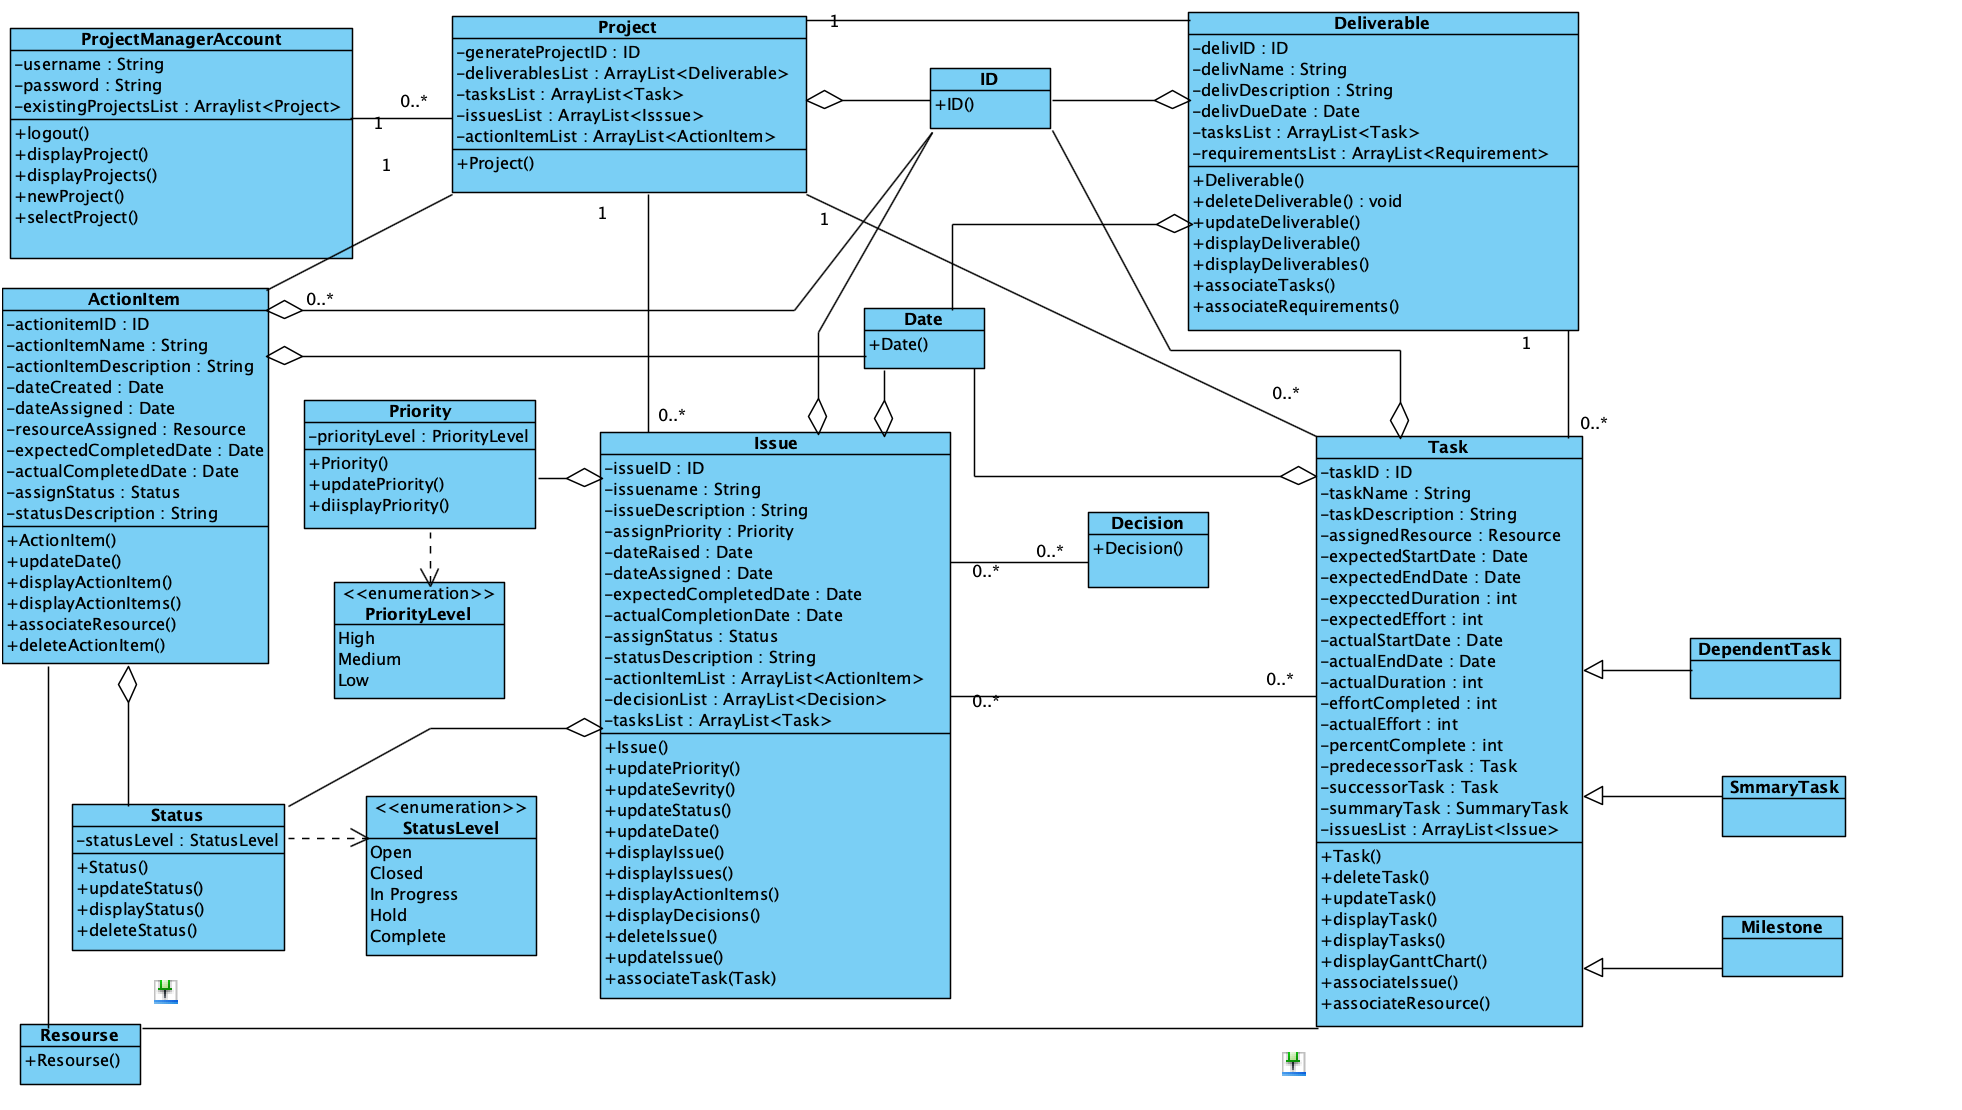 ProjectManagerAccount
-username : String
-password : String
-existingProjectsList : Arraylist<Project>
+logout()
+displayProject()
+displayProjects()
+newProject()
+selectProject()
0..*
1
1
Project
-generateProjectID : ID
-deliverablesList : ArrayList<Deliverable>
-tasksList : ArrayList<Task>
-issuesList : ArrayList<Isssue>
-actionItemList : ArrayList<ActionItem>
+Project()
1
1
1
ID
+ID()
Deliverable
-delivID : ID
-delivName : String
-delivDescription : String
-delivDueDate : Date
-tasksList : ArrayList<Task>
-requirementsList : ArrayList<Requirement>
+Deliverable()
+deleteDeliverable() : void
+updateDeliverable()
+displayDeliverable()
+displayDeliverables()
+associateTasks()
+associateRequirements()
1
0..*
0..*
ActionItem
-actionitemID : ID
-actionItemName : String
-actionItemDescription : String
-dateCreated : Date
-dateAssigned : Date
-resourceAssigned : Resource
-expectedCompletedDate : Date
-actualCompletedDate : Date
-assignStatus : Status
-statusDescription : String
+ActionItem()
+updateDate()
+displayActionItem()
+displayActionItems()
+associateResource()
+deleteActionItem()
0..*
Date
+Date()
Priority
-priorityLevel : PriorityLevel
+Priority()
+updatePriority()
+diisplayPriority()
<<enumeration>>
PriorityLevel
High
Medium
Low
0..*
Issue
-issueID : ID
-issuename : String
-issueDescription : String
-assignPriority : Priority
-dateRaised : Date
-dateAssigned : Date
-expectedCompletedDate : Date
-actualCompletionDate : Date
-assignStatus : Status
-statusDescription : String
-actionItemList : ArrayList<ActionItem>
-decisionList : ArrayList<Decision>
-tasksList : ArrayList<Task>
+Issue()
+updatePriority()
+updateSevrity()
+updateStatus()
+updateDate()
+displayIssue()
+displayIssues()
+displayActionItems()
+displayDecisions()
+deleteIssue()
+updateIssue()
+associateTask(Task)
0..*
0..*
Decision
+Decision()
0..*
0..*
Task
-taskID : ID
-taskName : String
-taskDescription : String
-assignedResource : Resource
-expectedStartDate : Date
-expectedEndDate : Date
-expecctedDuration : int
-expectedEffort : int
-actualStartDate : Date
-actualEndDate : Date
-actualDuration : int
-effortCompleted : int
-actualEffort : int
-percentComplete : int
-predecessorTask : Task
-successorTask : Task
-summaryTask : SummaryTask
-issuesList : ArrayList<Issue>
+Task()
+deleteTask()
+updateTask()
+displayTask()
+displayTasks()
+displayGanttChart()
+associateIssue()
+associateResource()
DependentTask
SmmaryTask
Milestone
Status
-statusLevel : StatusLevel
+Status()
+updateStatus()
+displayStatus()
+deleteStatus()
<<enumeration>>
StatusLevel
Open
Closed
In Progress
Hold
Complete
Resourse
+Resourse()